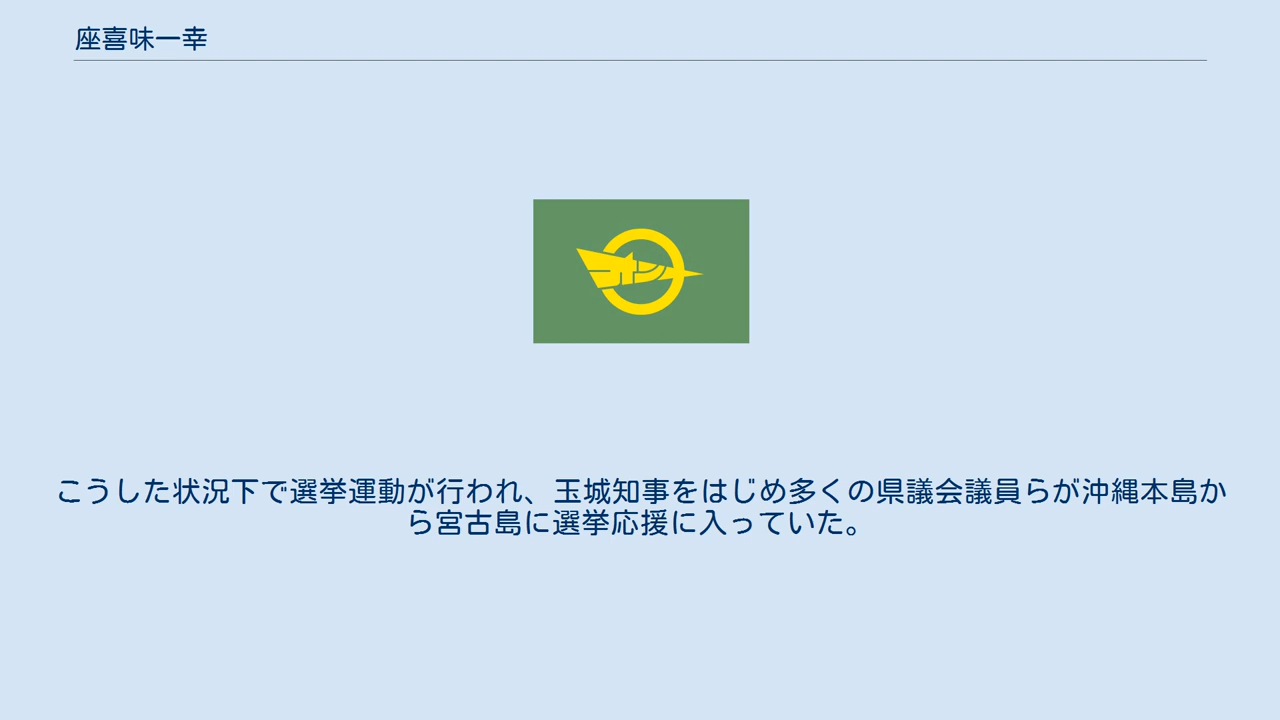 座喜味一幸
こうした状況下で選挙運動が行われ、玉城知事をはじめ多くの県議会議員らが沖縄本島か
ら宮古島に選挙応援に入っていた。